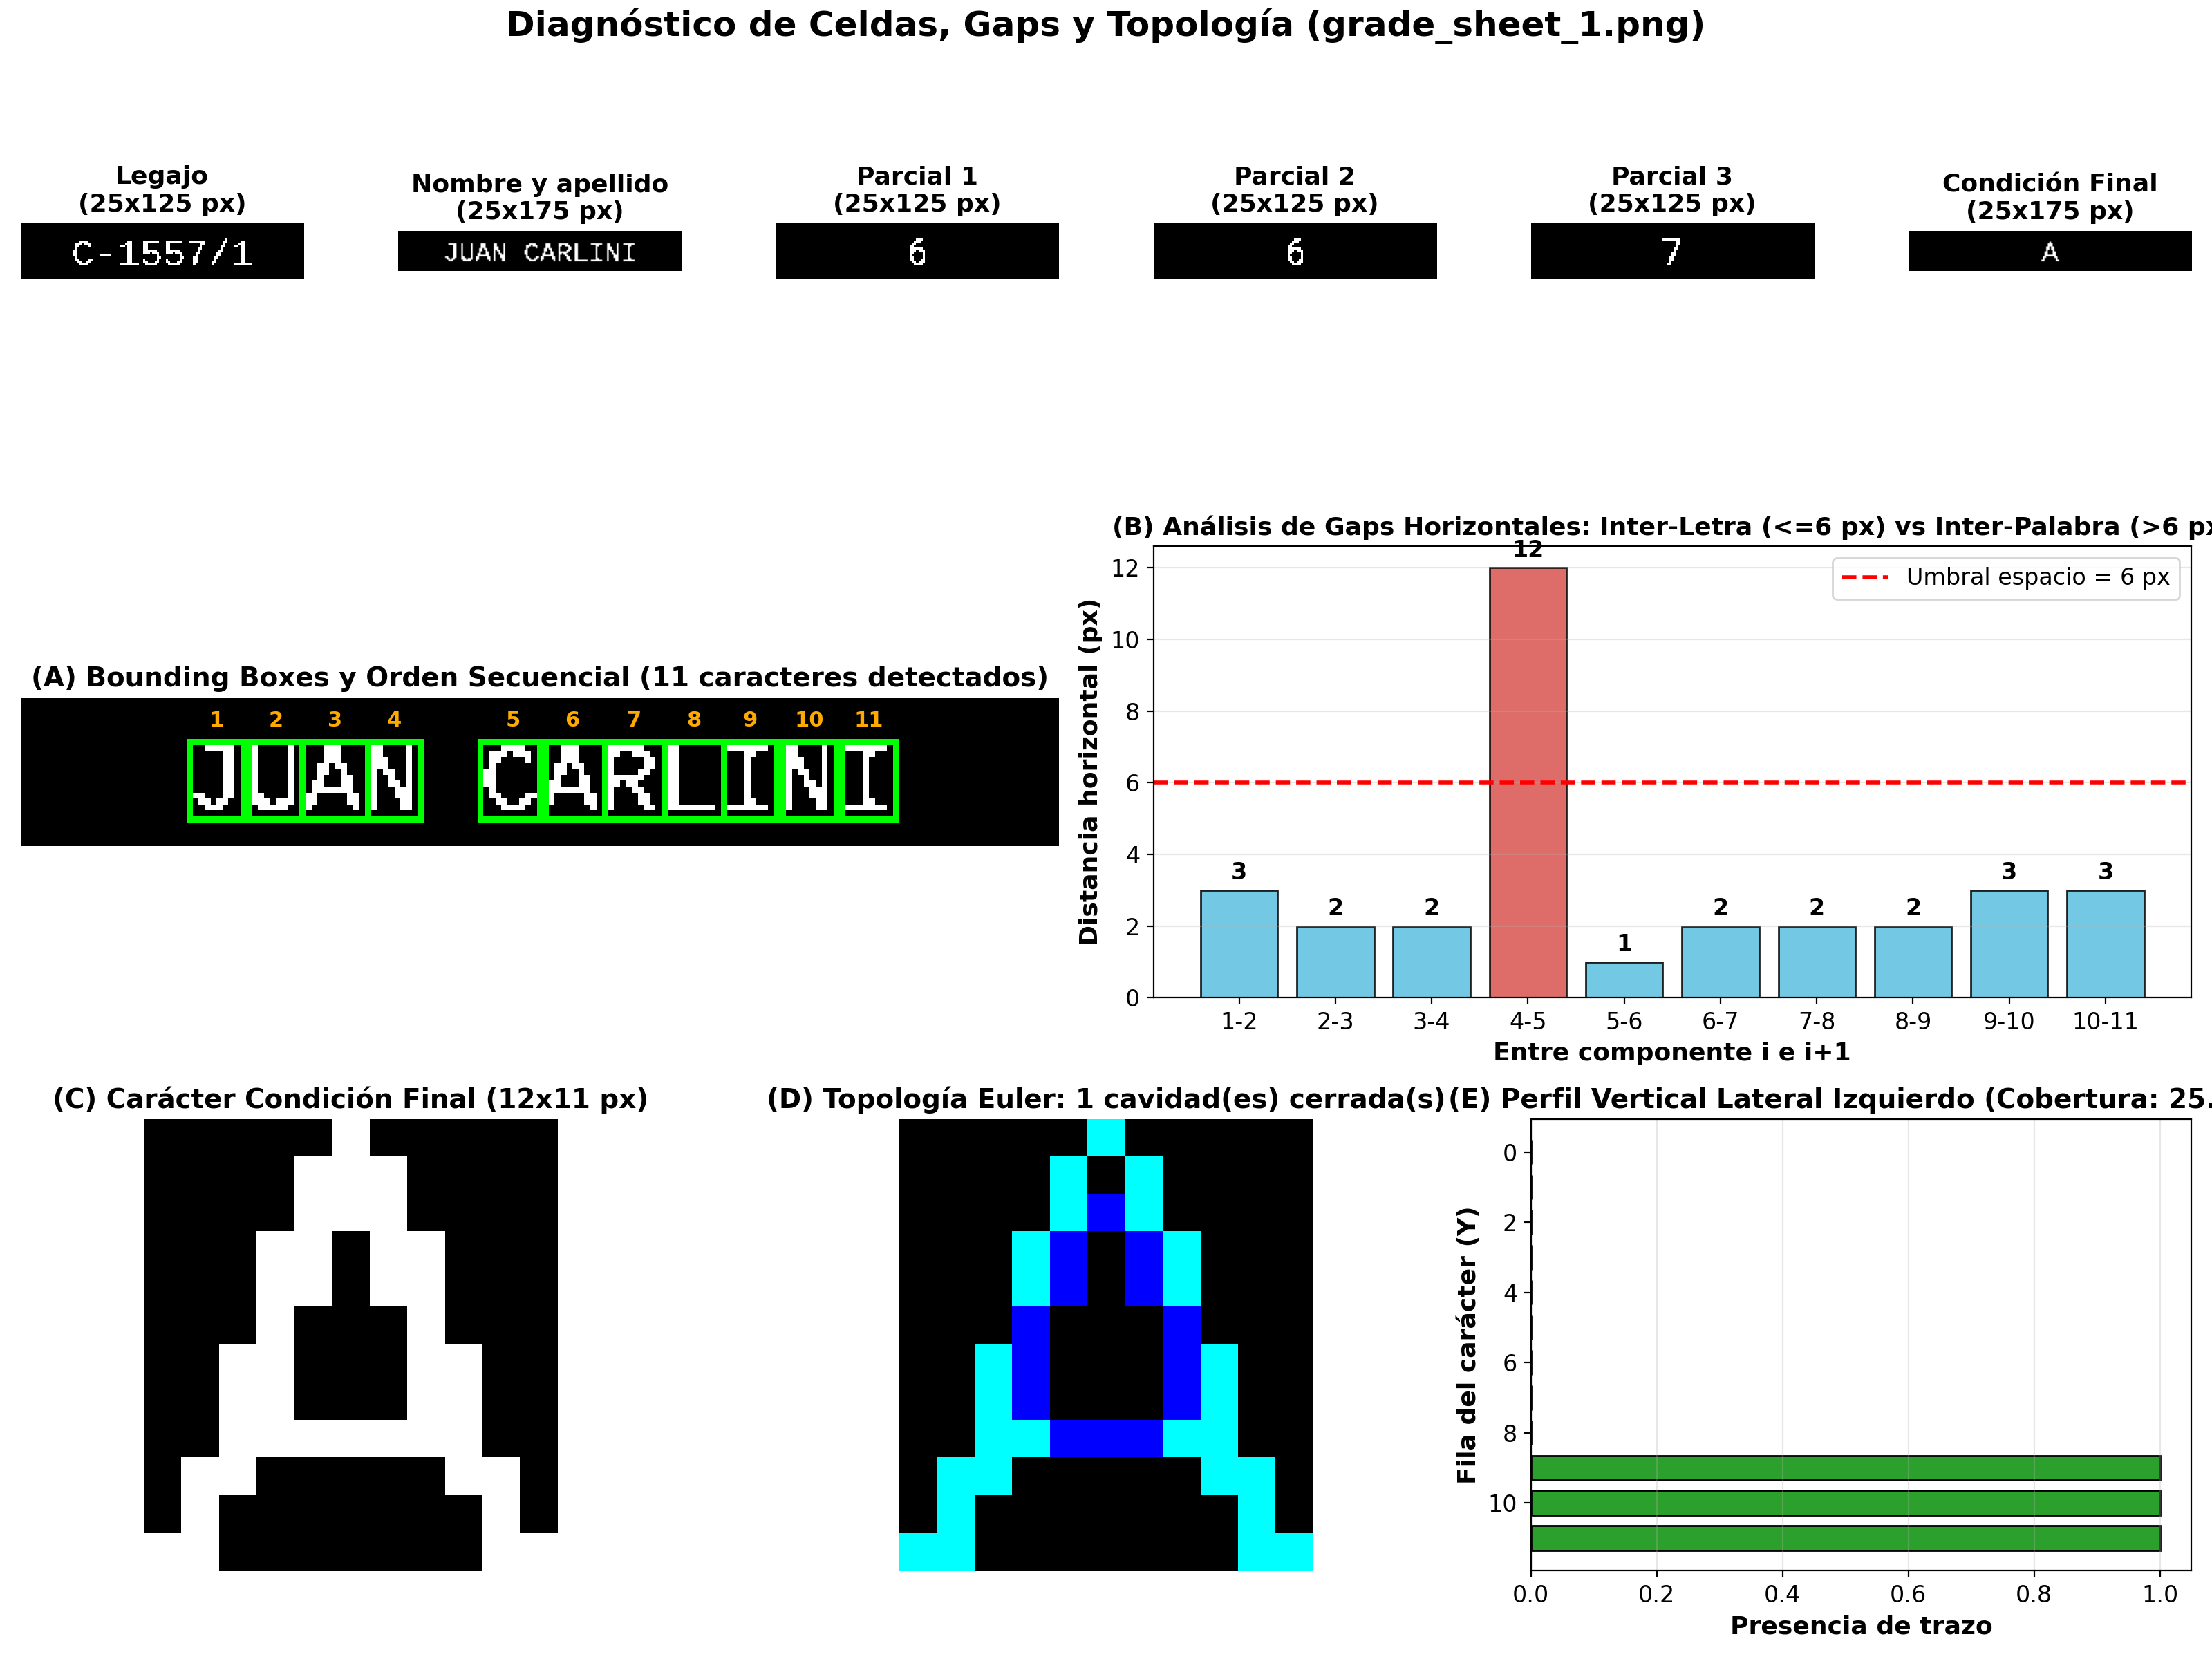 Diagnóstico de Celdas, Gaps y Topología (grade_sheet_1.png)
Legajo
(25x125 px)
C-1557/1
Nombre y apellido
(25x175 px)
JUAN CARLINI
Parcial 1
(25x125 px)
6
Parcial 2
(25x125 px)
6
Parcial 3
(25x125 px)
7
Condición Final
(25x175 px)
A
(A) Bounding Boxes y Orden Secuencial (11 caracteres detectados)
1 2 3 4 5 6 7 8 9 10 11
JUAN CARLINI
(B) Análisis de Gaps Horizontales: Inter-Letra (<=6 px) vs Inter-Palabra (>6 px
Umbral espacio = 6 px
Distancia horizontal (px)
12
10
8
6
4
2
0
3 2 2 12 1 2 2 2 3 3
1-2 2-3 3-4 4-5 5-6 6-7 7-8 8-9 9-10 10-11
Entre componente i e i+1
(C) Carácter Condición Final (12x11 px)
A
(D) Topología Euler: 1 cavidad(es) cerrada(s)
(E) Perfil Vertical Lateral Izquierdo (Cobertura: 25.
Fila del carácter (Y)
0
2
4
6
8
10
0.0 0.2 0.4 0.6 0.8 1.0
Presencia de trazo